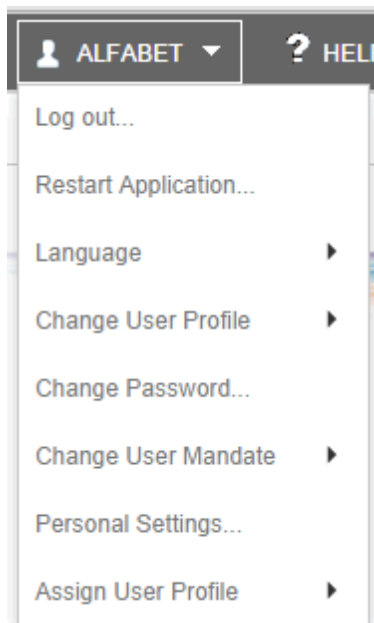 ALFABET ? HEL
Log out...
Restart Application...
Language
Change User Profile
Change Password...
Change User Mandate
Personal Settings...
Assign User Profile